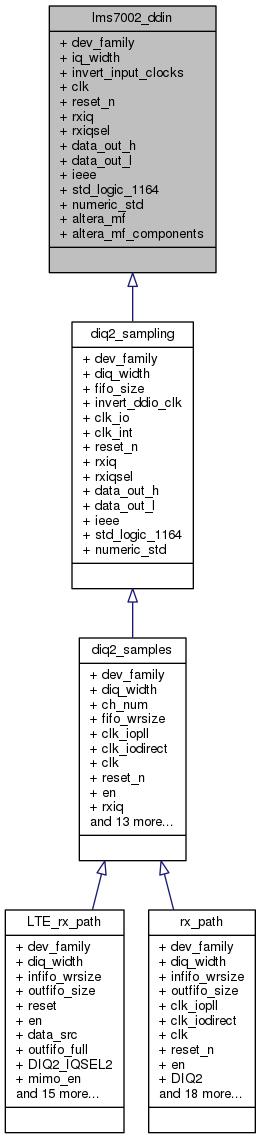 lms7002_ddin
+ dev_family
+ iq_width
+ invert_input_clocks
+ clk
+ reset_n
+ rxiq
+ rxiqsel
+ data_out_h
+ data_out_l
+ ieee
+ std_logic_1164
+ numeric_std
+ altera_mf
+ altera_mf_components
diq2_sampling
+ dev_family
+ diq_width
+ fifo_size
+ invert_ddio_clk
+ clk_io
+ clk_int
+ reset_n
+ rxiq
+ rxiqsel
+ data_out_h
+ data_out_l
+ ieee
+ std_logic_1164
+ numeric_std
diq2_samples
+ dev_family
+ diq_width
+ ch_num
+ fifo_wrsize
+ clk_iopll
+ clk_iodirect
+ clk
+ reset_n
+ en
+ rxiq
and 13 more...
LTE_rx_path
+ dev_family
+ diq_width
+ infifo_wrsize
+ outfifo_size
+ reset
+ en
+ data_src
+ outfifo_full
+ DIQ2_IQSEL2
+ mimo_en
and 15 more...
rx_path
+ dev_family
+ diq_width
+ infifo_wrsize
+ outfifo_size
+ clk_iopll
+ clk_iodirect
+ clk
+ reset_n
+ en
+ DIQ2
and 18 more...